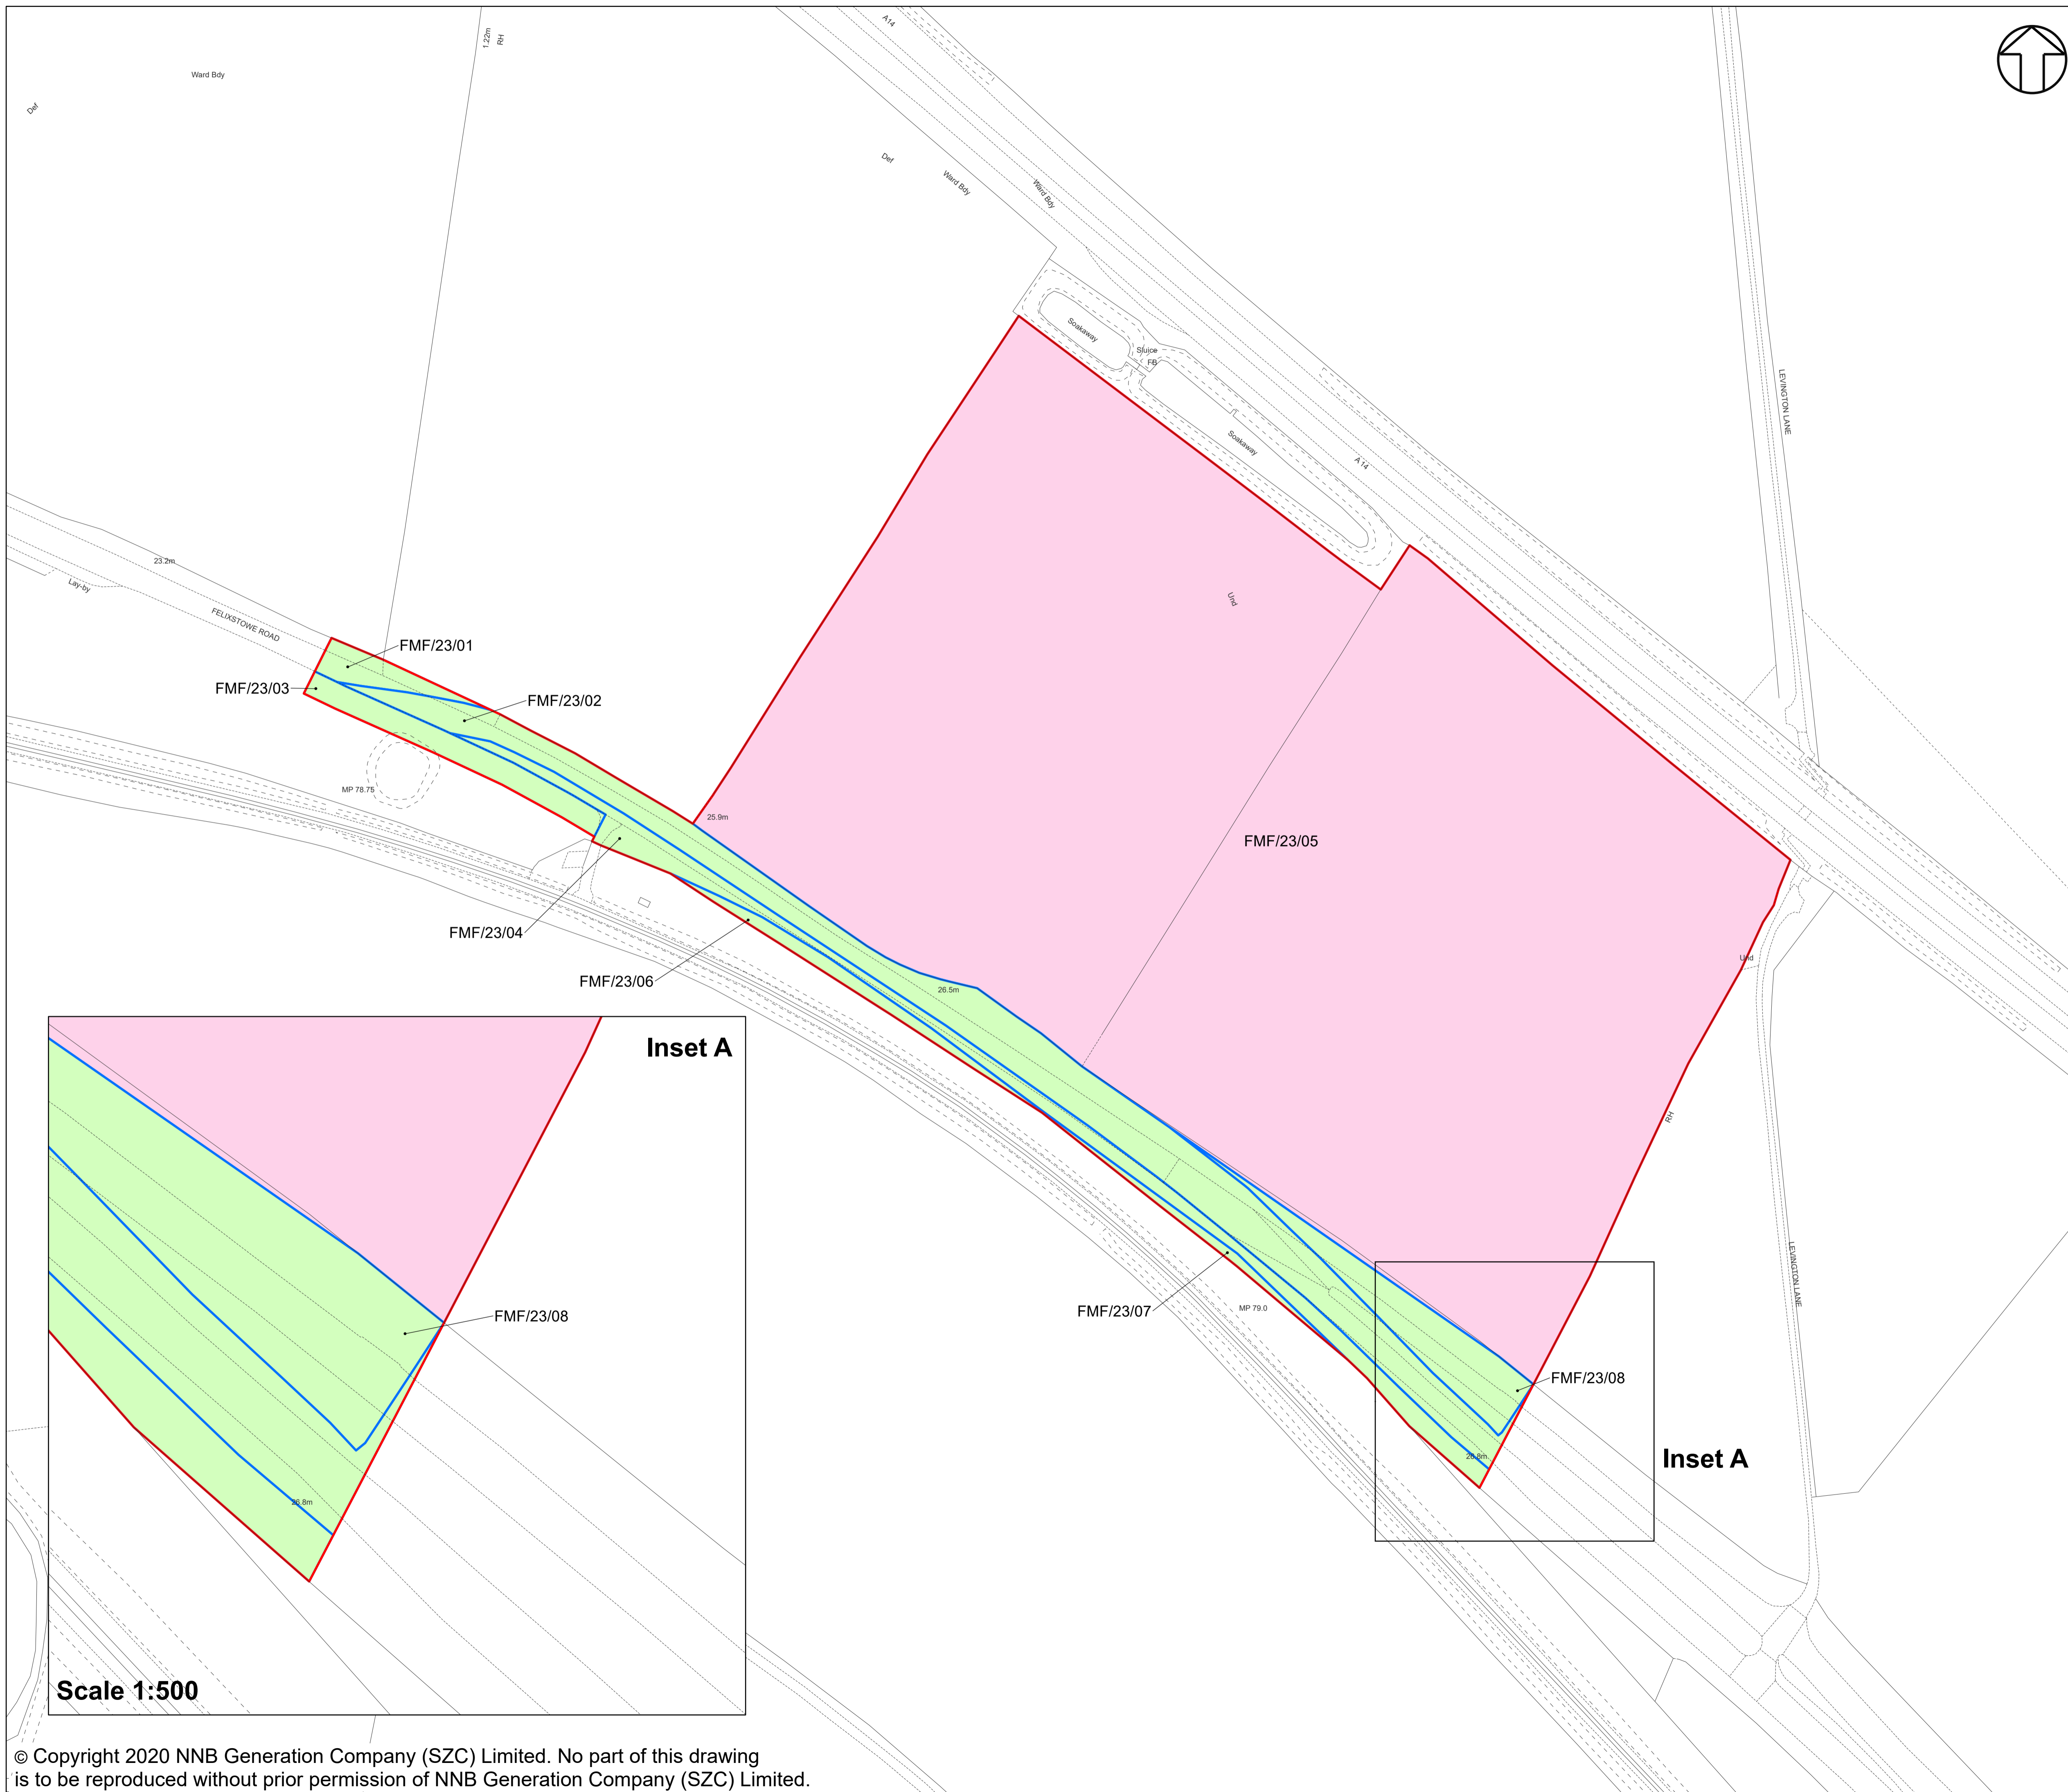 A14
1.22m
RH
Ward Bdy
Def
Def
Ward Bdy
Ward Bdy
Soakaway
Sluice
FB
LEVINGTON LANE
Soakaway
A 14
23.2m
Lay-by
FELIXSTOWE ROAD
Und
FMF/23/01
FMF/23/03
FMF/23/02
MP 78.75
25.9m
FMF/23/05
FMF/23/04
FMF/23/06
Und
26.5m
Inset A
RH
FMF/23/08
LEVINGTON LANE
FMF/23/07
MP 79.0
FMF/23/08
26.8m
Inset A
26.8m
Scale 1:500
© Copyright 2020 NNB Generation Company (SZC) Limited. No part of this drawing
is to be reproduced without prior permission of NNB Generation Company (SZC) Limited.